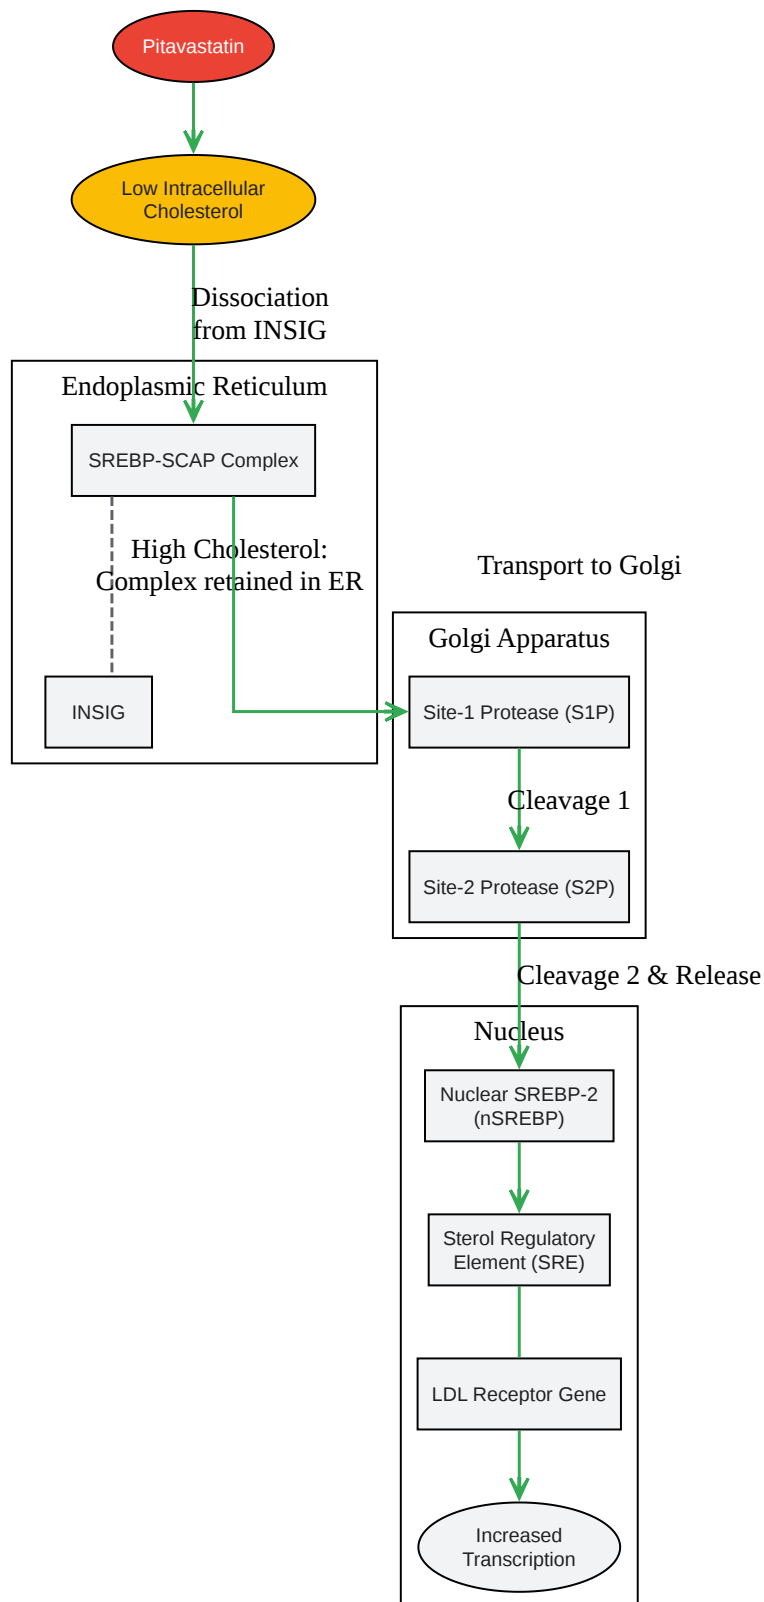 Pitavastatin
Low Intracellular
Cholesterol
Dissociation
from INSIG
Endoplasmic Reticulum
SREBP-SCAP Complex
High Cholesterol:
Complex retained in ER
Transport to Golgi
Golgi Apparatus
INSIG
Site-1 Protease (S1P)
Cleavage 1
Site-2 Protease (S2P)
Cleavage 2 & Release
Nucleus
Nuclear SREBP-2
(nSREBP)
Sterol Regulatory
Element (SRE)
LDL Receptor Gene
Increased
Transcription